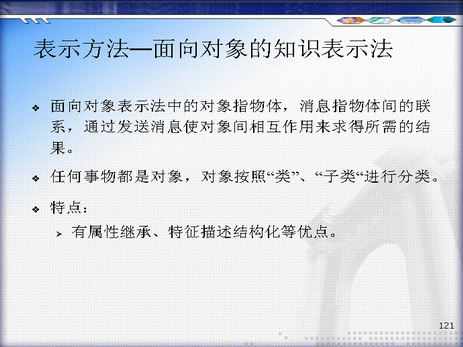 表示方法—面向对象的知识表示法
面向对象表示法中的对象指物体，消息指物体间的联
系，通过发送消息使对象间相互作用来求得所需的结
果。
任何事物都是对象，对象按照“类”、“子类“进行分类。
特点：
有属性继承、特征描述结构化等优点。
121